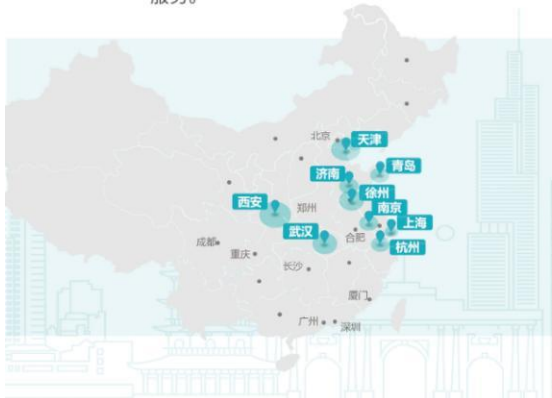 服务。
北京
天津
青岛
济南
徐州
西安
郑州
南京
上海
武汉
合肥
杭州
成都
重庆
长沙
厦门
广州
深圳